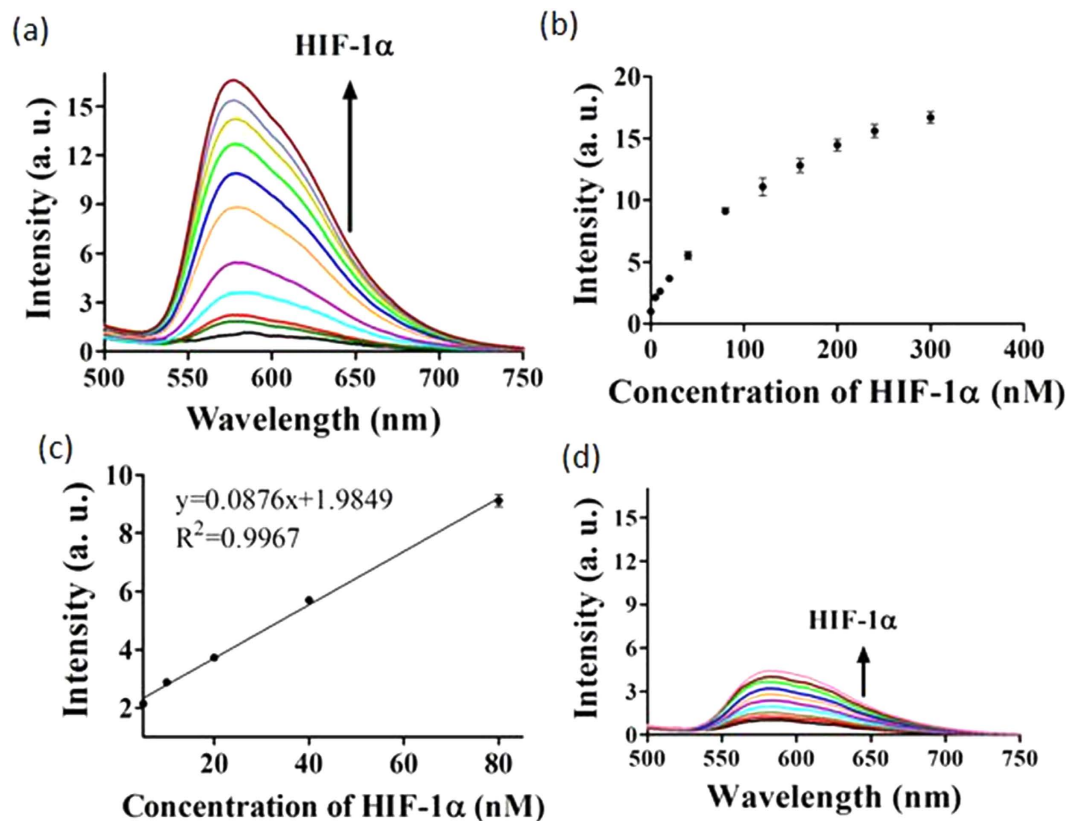 (a)
HIF-1α
15
12
9
6
3
0
500 550 600 650 700 750
Intensity (a. u.)
Wavelength (nm)
(b)
20
15
10
5
0
0 100 200 300 400
Intensity (a. u.)
Concentration of HIF-1α (nM)
(c)
y=0.0876x+1.9849
R²=0.9967
10
8
6
4
2
20 40 60 80
Intensity (a. u.)
Concentration of HIF-1α (nM)
(d)
HIF-1α
15
12
9
6
3
0
500 550 600 650 700 750
Intensity (a. u.)
Wavelength (nm)